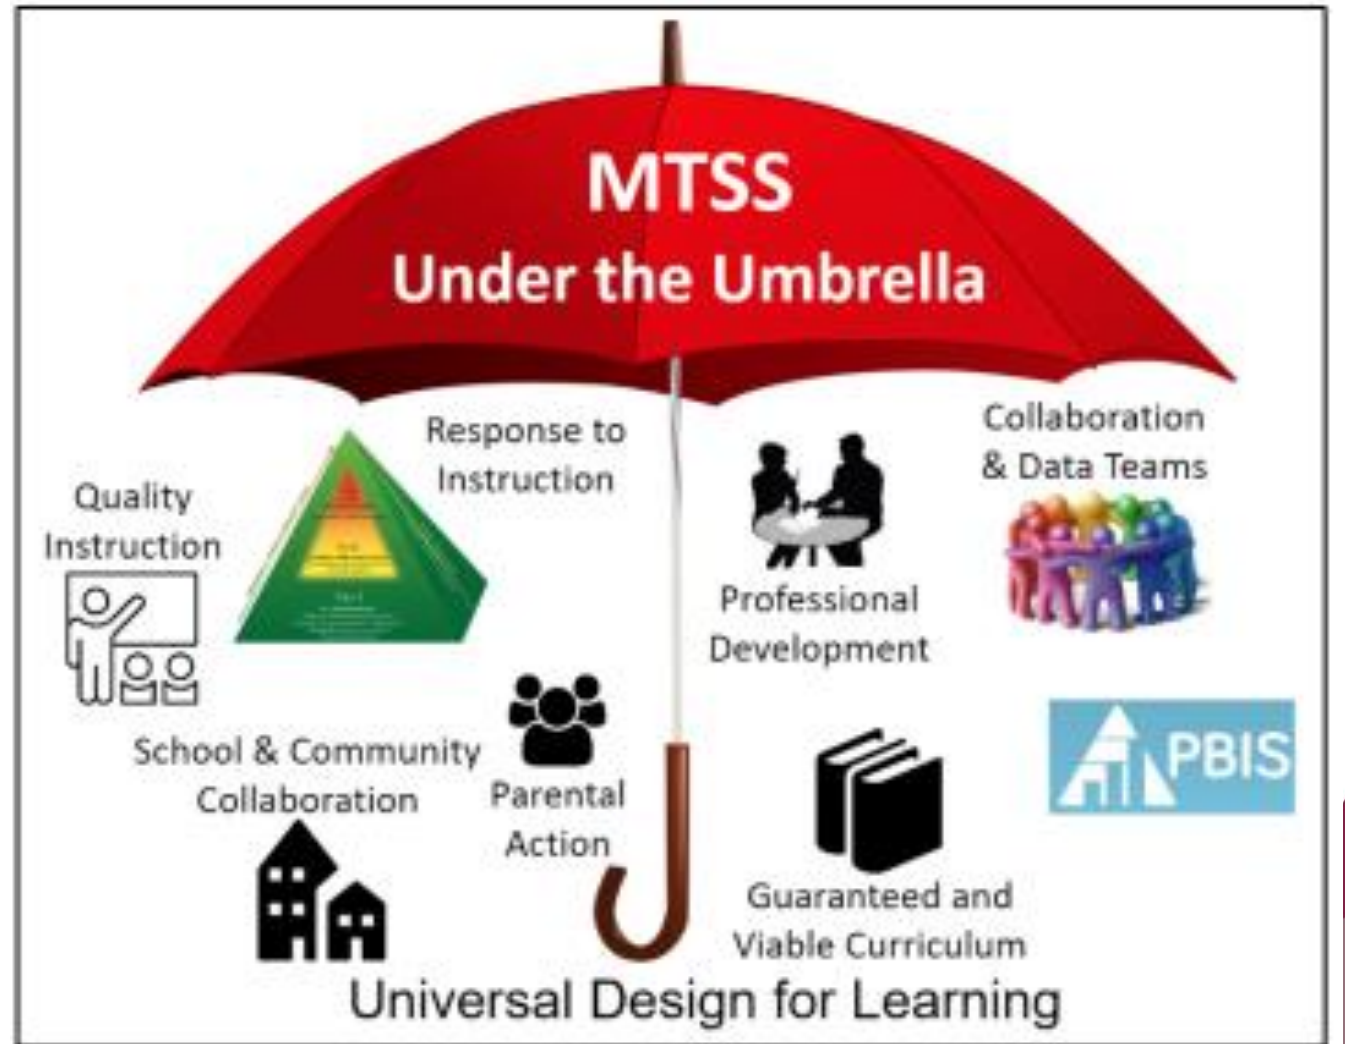 MTSS
Under the Umbrella
Response to
Instruction
Quality
Instruction
Collaboration
& Data Teams
Professional
Development
School & Community
Collaboration
Parental
Action
PBIS
Guaranteed and
Viable Curriculum
Universal Design for Learning